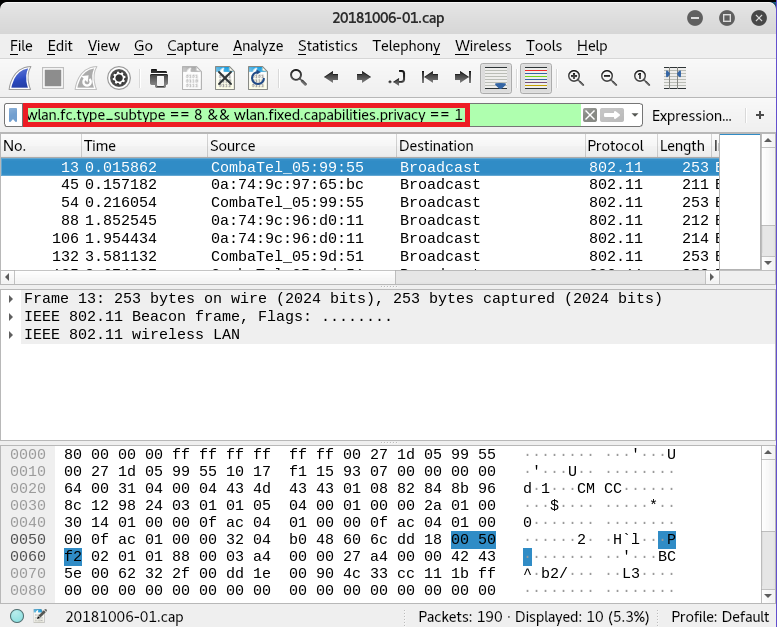 20181006-01.cap
File Edit View Go Capture Analyze Statistics Telephony Wireless Tools Help
wlan.fc.type_subtype == 8 && wlan.fixed.capabilities.privacy == 1 Expression... +
No. Time Source Destination Protocol Length I
13 0.015862 CombaTel_05:99:55 Broadcast 802.11 253 B
45 0.157182 0a:74:9c:97:65:bc Broadcast 802.11 211 B
54 0.216054 CombaTel_05:99:55 Broadcast 802.11 253 B
88 1.852545 0a:74:9c:96:d0:11 Broadcast 802.11 212 B
106 1.954434 0a:74:9c:96:d0:11 Broadcast 802.11 214 B
132 3.581132 CombaTel_05:9d:51 Broadcast 802.11 253 B
Frame 13: 253 bytes on wire (2024 bits), 253 bytes captured (2024 bits)
IEEE 802.11 Beacon frame, Flags: ........
IEEE 802.11 wireless LAN
0000 80 00 00 00 ff ff ff ff ff ff 00 27 1d 05 99 55 ········ ···'···U
0010 00 27 1d 05 99 55 10 17 f1 15 93 07 00 00 00 00 ·'···U·· ········
0020 64 00 31 04 00 04 43 4d 43 43 01 08 82 84 8b 96 d·1···CM CC······
0030 8c 12 98 24 03 01 01 05 04 00 01 00 00 2a 01 00 ···$···· ·····*··
0040 30 14 01 00 00 0f ac 04 01 00 00 0f ac 04 01 00 0······· ········
0050 00 0f ac 01 00 00 32 04 b0 48 60 6c dd 18 00 50 ······2· ·H`l···P
0060 f2 02 01 01 88 00 03 a4 00 00 27 a4 00 00 42 43 ········ ··'···BC
0070 5e 00 62 32 2f 00 dd 1e 00 90 4c 33 cc 11 1b ff ^·b2/··· ··L3····
0080 00 00 00 00 00 00 00 00 00 00 00 00 00 00 00 00 ········ ········
20181006-01.cap Packets: 190 · Displayed: 10 (5.3%) Profile: Default